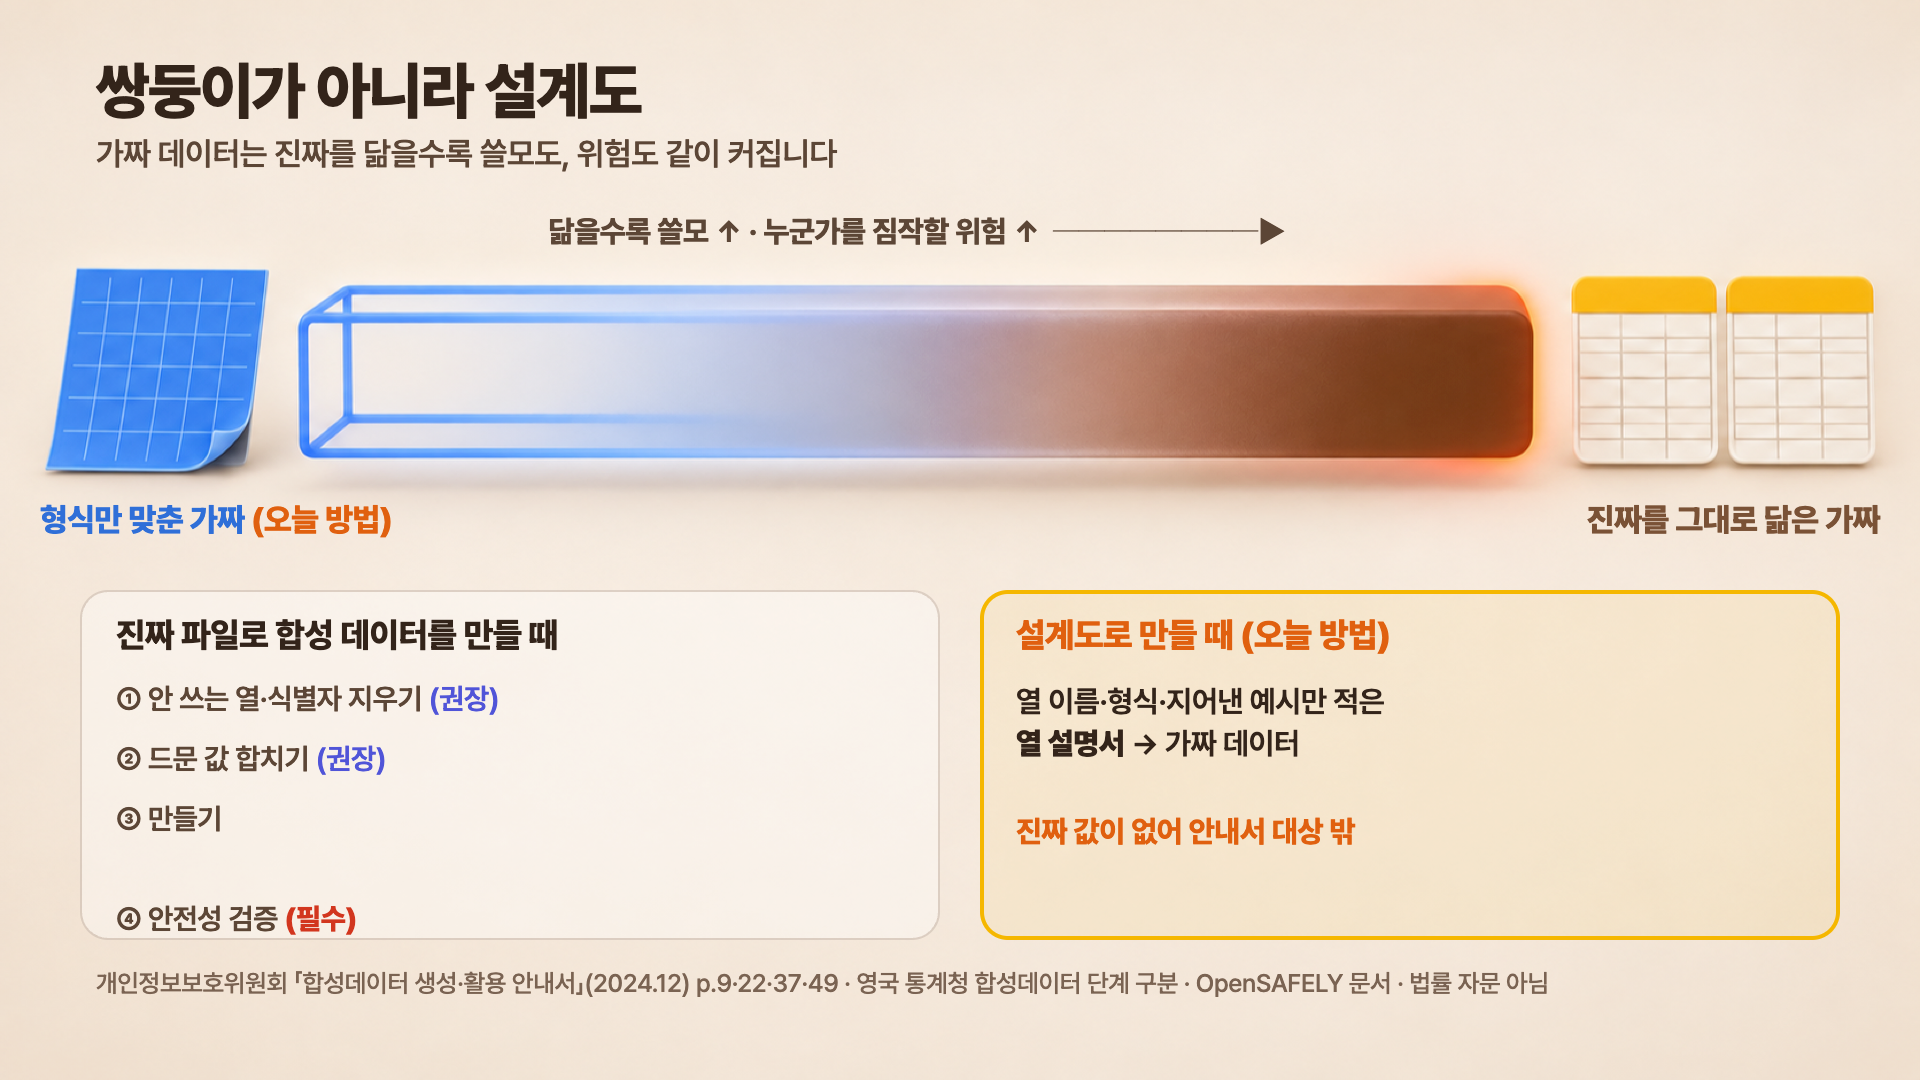 쌍둥이가 아니라 설계도
가짜 데이터는 진짜를 닮을수록 쓸모도, 위험도 같이 커집니다
닮을수록 쓸모 ↑ · 누군가를 짐작할 위험 ↑
형식만 맞춘 가짜 (오늘 방법)
진짜를 그대로 닮은 가짜
진짜 파일로 합성 데이터를 만들 때
① 안 쓰는 열·식별자 지우기 (권장)
② 드문 값 합치기 (권장)
③ 만들기
④ 안전성 검증 (필수)
설계도로 만들 때 (오늘 방법)
열 이름·형식·지어낸 예시만 적은
열 설명서 → 가짜 데이터
진짜 값이 없어 안내서 대상 밖
개인정보보호위원회 「합성데이터 생성·활용 안내서」(2024.12) p.9·22·37·49 · 영국 통계청 합성데이터 단계 구분 · OpenSAFELY 문서 · 법률 자문 아님